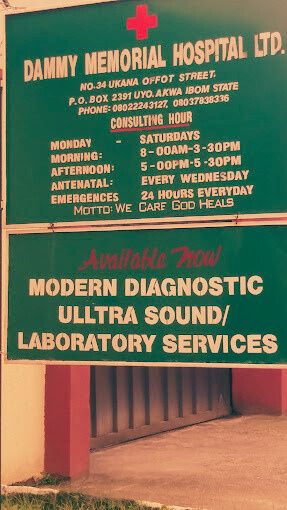 DAMMY MEMORIAL HOSPITAL LTD.
NO.34 UKANA OFFOT STREET,
P.O. BOX 2391 UYO. AKWA IBOM STATE
PHONE: 08022243127, 08037838336
CONSULTING HOUR
MONDAY - SATURDAYS
MORNING: 8-00AM-3-30PM
AFTERNOON: 5-00PM-5-30PM
ANTENATAL: EVERY WEDNESDAY
EMERGENCES 24 HOURS EVERYDAY
MOTTO: WE CARE GOD HEALS
Available Now
MODERN DIAGNOSTIC
ULLTRA SOUND/
LABORATORY SERVICES